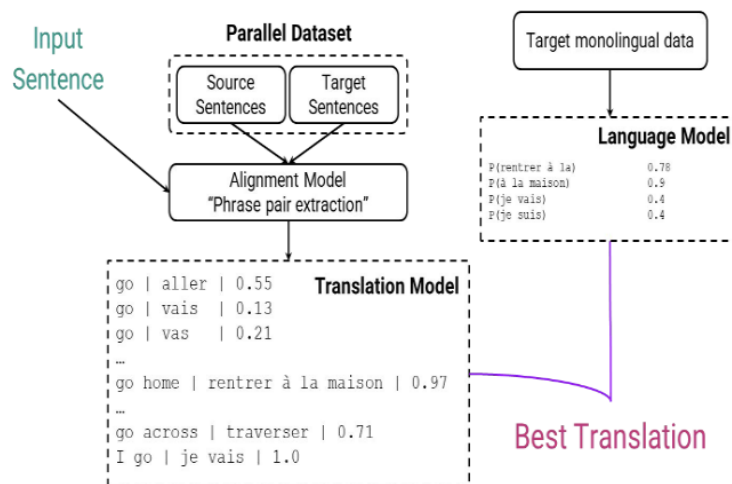 Input
Sentence
Parallel Dataset
Source
Sentences
Target
Sentences
Alignment Model
“Phrase pair extraction”
Translation Model
go | aller | 0.55
go | vais | 0.13
go | vas | 0.21
…
go home | rentrer à la maison | 0.97
…
go across | traverser | 0.71
I go | je vais | 1.0
Target monolingual data
Language Model
P(rentrer à la) 0.78
P(à la maison) 0.9
P(je vais) 0.4
P(je suis) 0.4
Best Translation